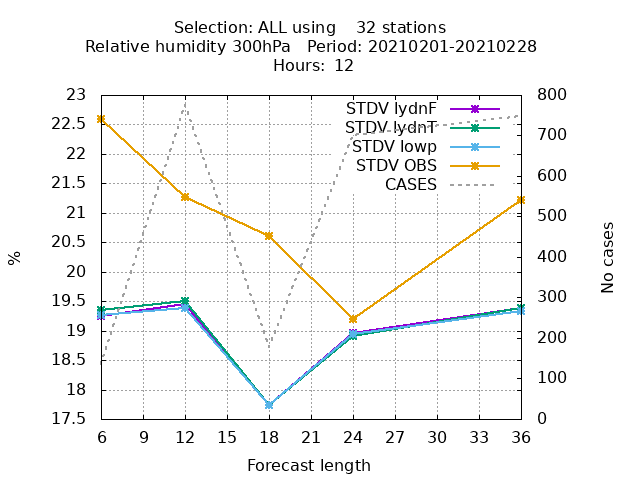 Selection: ALL using    32 stations
Relative humidity 300hPa   Period: 20210201-20210228
Hours:  12
STDV lydnF
STDV lydnT
STDV lowp
STDV OBS
CASES
23
22.5
22
21.5
21
20.5
20
19.5
19
18.5
18
17.5
%
800
700
600
500
400
300
200
100
0
No cases
6 9 12 15 18 21 24 27 30 33 36
Forecast length